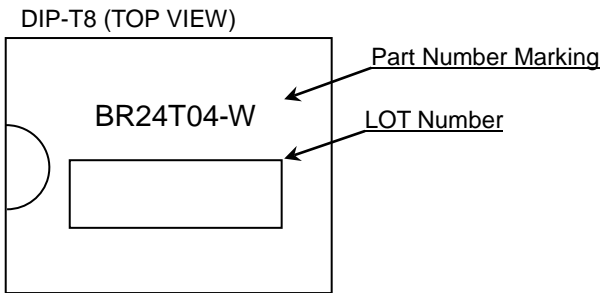 DIP-T8 (TOP VIEW)
Part Number Marking
BR24T04-W
LOT Number